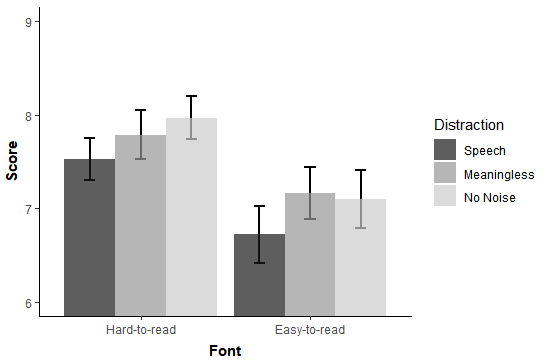 9
8
7
6
Score
Hard-to-read
Easy-to-read
Font
Distraction
Speech
Meaningless
No Noise